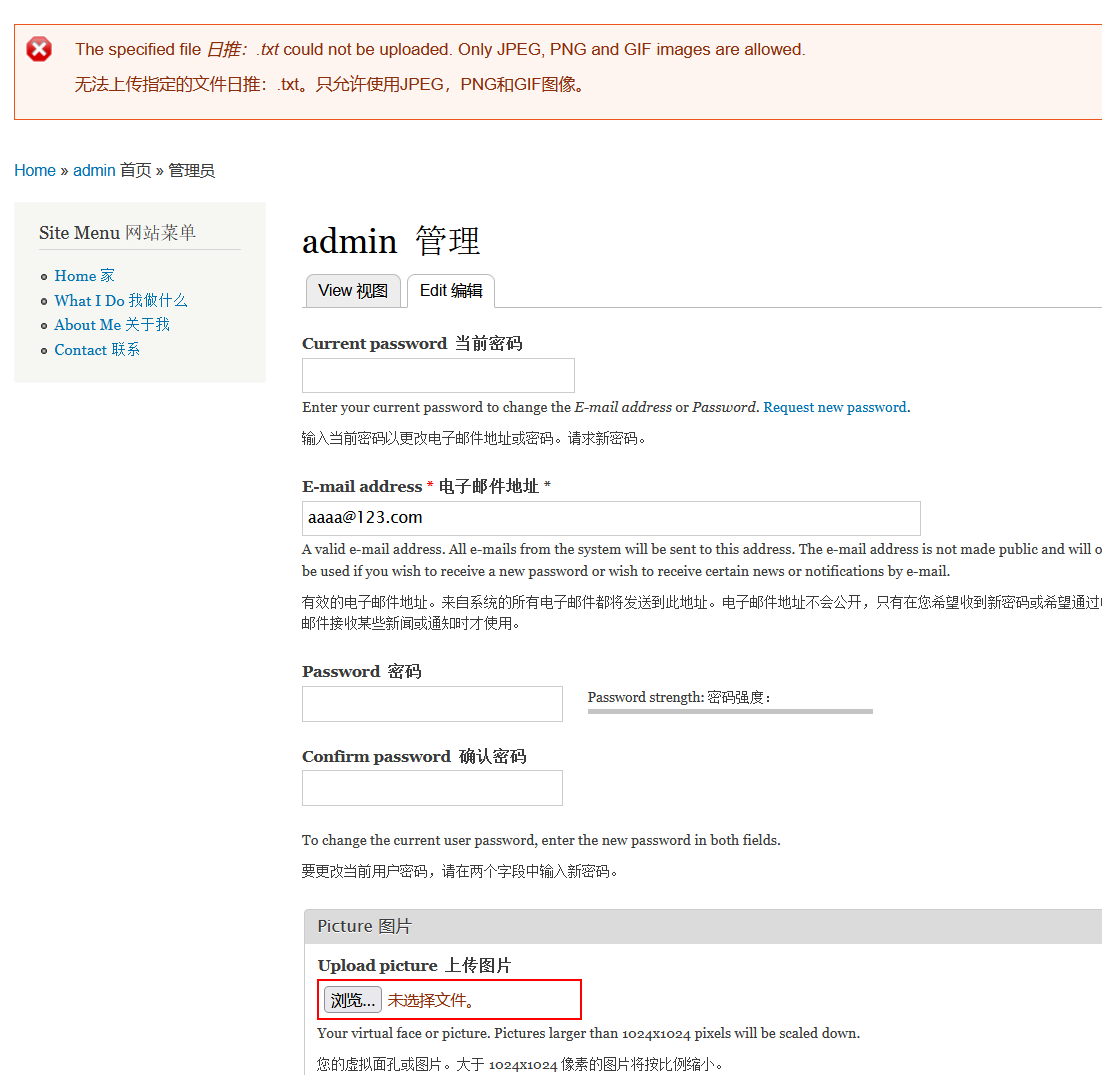 The specified file 日推：.txt could not be uploaded. Only JPEG, PNG and GIF images are allowed.
无法上传指定的文件日推：.txt。只允许使用JPEG，PNG和GIF图像。
Home » admin 首页 » 管理员
Site Menu 网站菜单
Home 家
What I Do 我做什么
About Me 关于我
Contact 联系
admin 管理
View 视图
Edit 编辑
Current password 当前密码
Enter your current password to change the E-mail address or Password. Request new password.
输入当前密码以更改电子邮件地址或密码。请求新密码。
E-mail address * 电子邮件地址 *
aaaa@123.com
A valid e-mail address. All e-mails from the system will be sent to this address. The e-mail address is not made public and will o
be used if you wish to receive a new password or wish to receive certain news or notifications by e-mail.
有效的电子邮件地址。来自系统的所有电子邮件都将发送到此地址。电子邮件地址不会公开，只有在您希望收到新密码或希望通过
邮件接收某些新闻或通知时才使用。
Password 密码
Password strength: 密码强度：
Confirm password 确认密码
To change the current user password, enter the new password in both fields.
要更改当前用户密码，请在两个字段中输入新密码。
Picture 图片
Upload picture 上传图片
浏览... 未选择文件。
Your virtual face or picture. Pictures larger than 1024x1024 pixels will be scaled down.
您的虚拟面孔或图片。大于 1024x1024 像素的图片将按比例缩小。